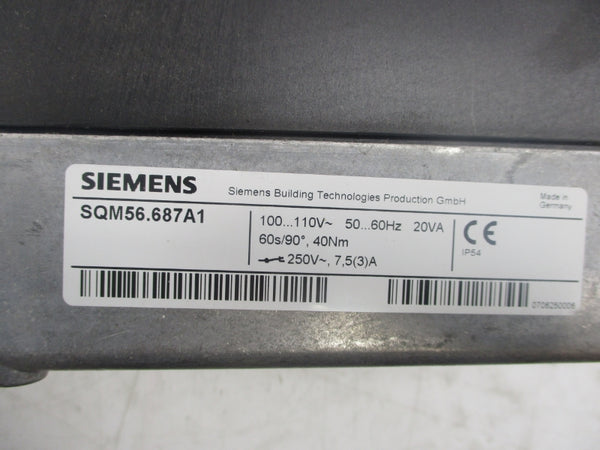 SIEMENS Siemens Building Technologies Production GmbH Made in
Germany
SQM56.687A1
100...110V~ 50...60Hz 20VA
60s/90°, 40Nm
250V~, 7,5(3)A
CE
IP54
0706250006